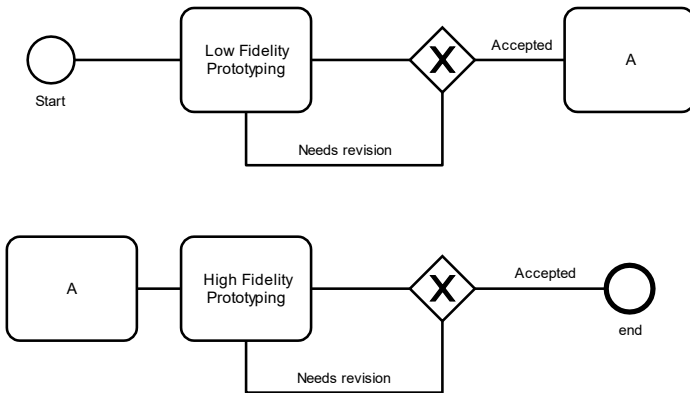 Low Fidelity
Prototyping
X
Accepted
A
Start
Needs revision
A
High Fidelity
Prototyping
X
Accepted
end
Needs revision